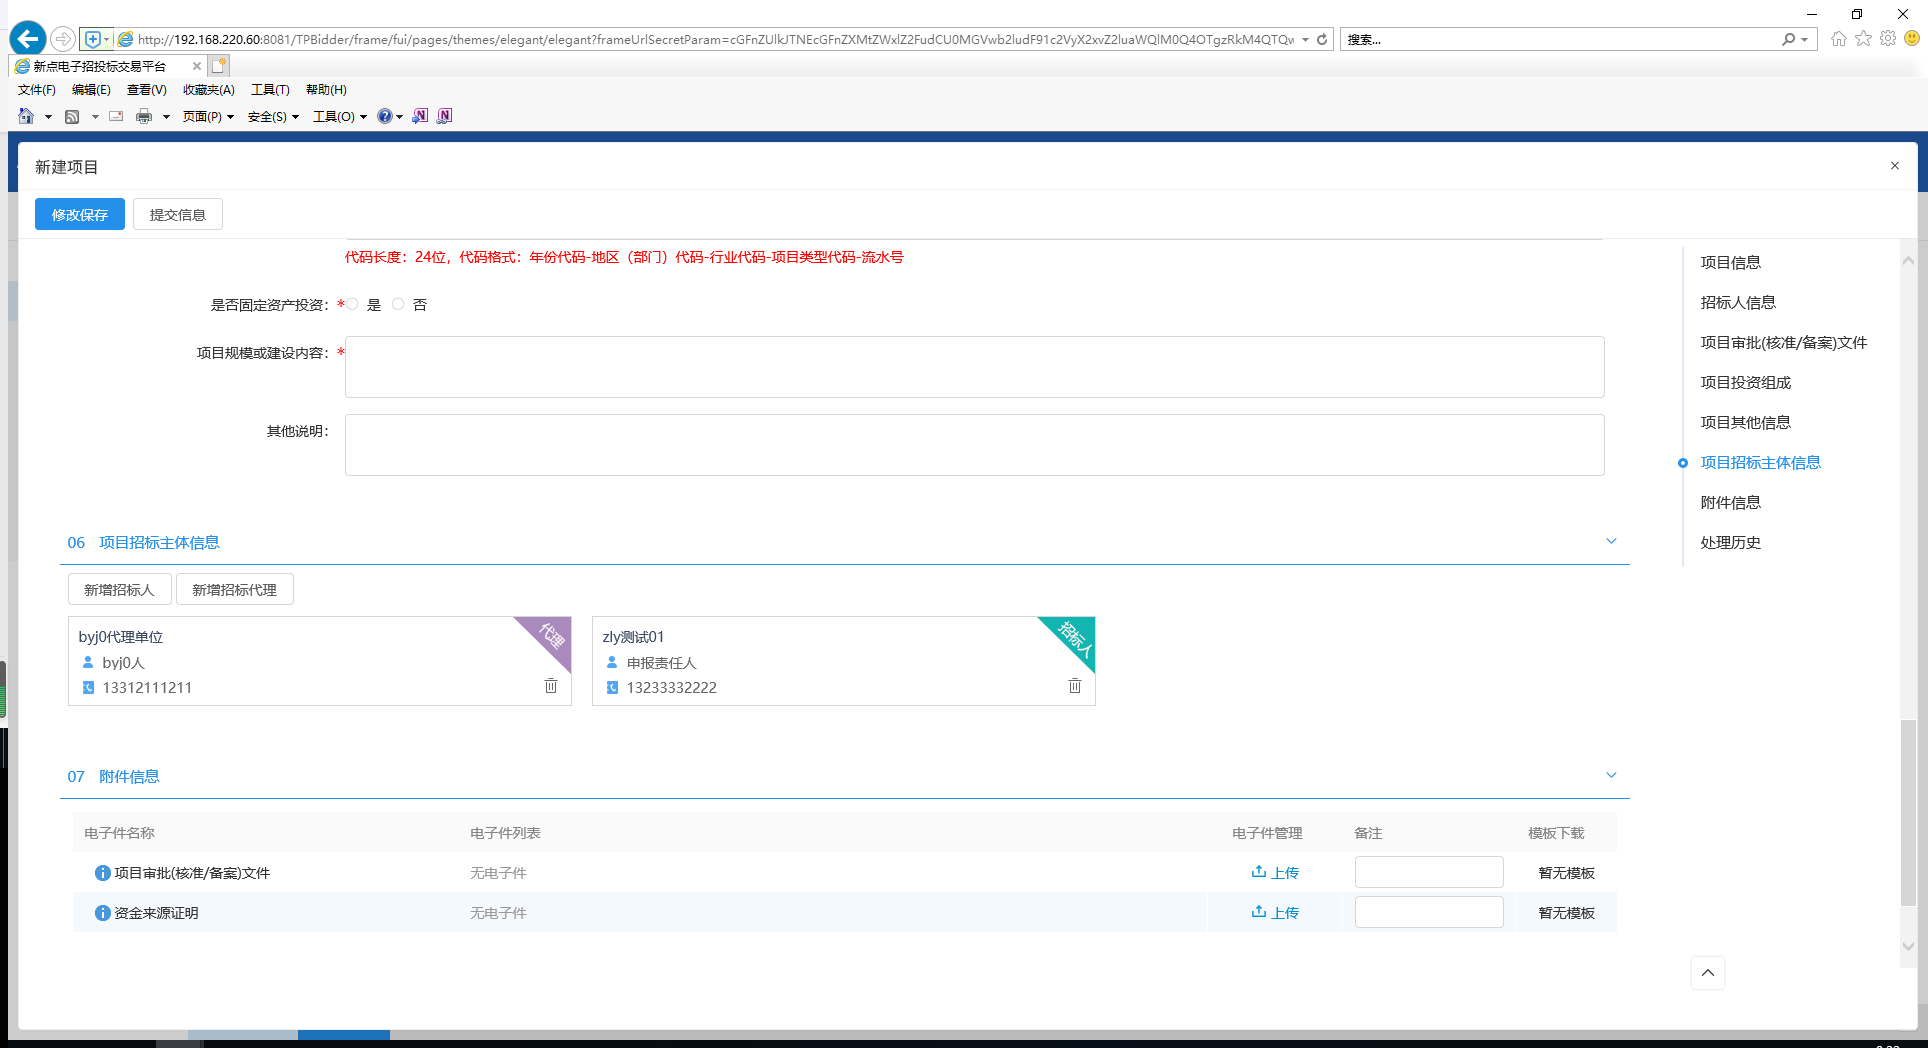 http://192.168.220.60:8081/TPBidder/frame/fui/pages/themes/elegant/elegant?frameUrlSecretParam=
搜索...
新点电子招投标交易平台
文件(F) 编辑(E) 查看(V) 收藏夹(A) 工具(T) 帮助(H)
页面(P) 安全(S) 工具(O)
新建项目
修改保存 提交信息
代码长度：24位，代码格式：年份代码-地区（部门）代码-行业代码-项目类型代码-流水号
是否固定资产投资：* 是 否
项目规模或建设内容：*
其他说明：
项目信息
招标人信息
项目审批(核准/备案)文件
项目投资组成
项目其他信息
项目招标主体信息
附件信息
处理历史
06 项目招标主体信息
新增招标人 新增招标代理
byj0代理单位
代理
byj0人
13312111211
zly测试01
招标人
申报责任人
13233332222
07 附件信息
电子件名称 电子件列表 电子件管理 备注 模板下载
项目审批(核准/备案)文件 无电子件 上传 暂无模板
资金来源证明 无电子件 上传 暂无模板